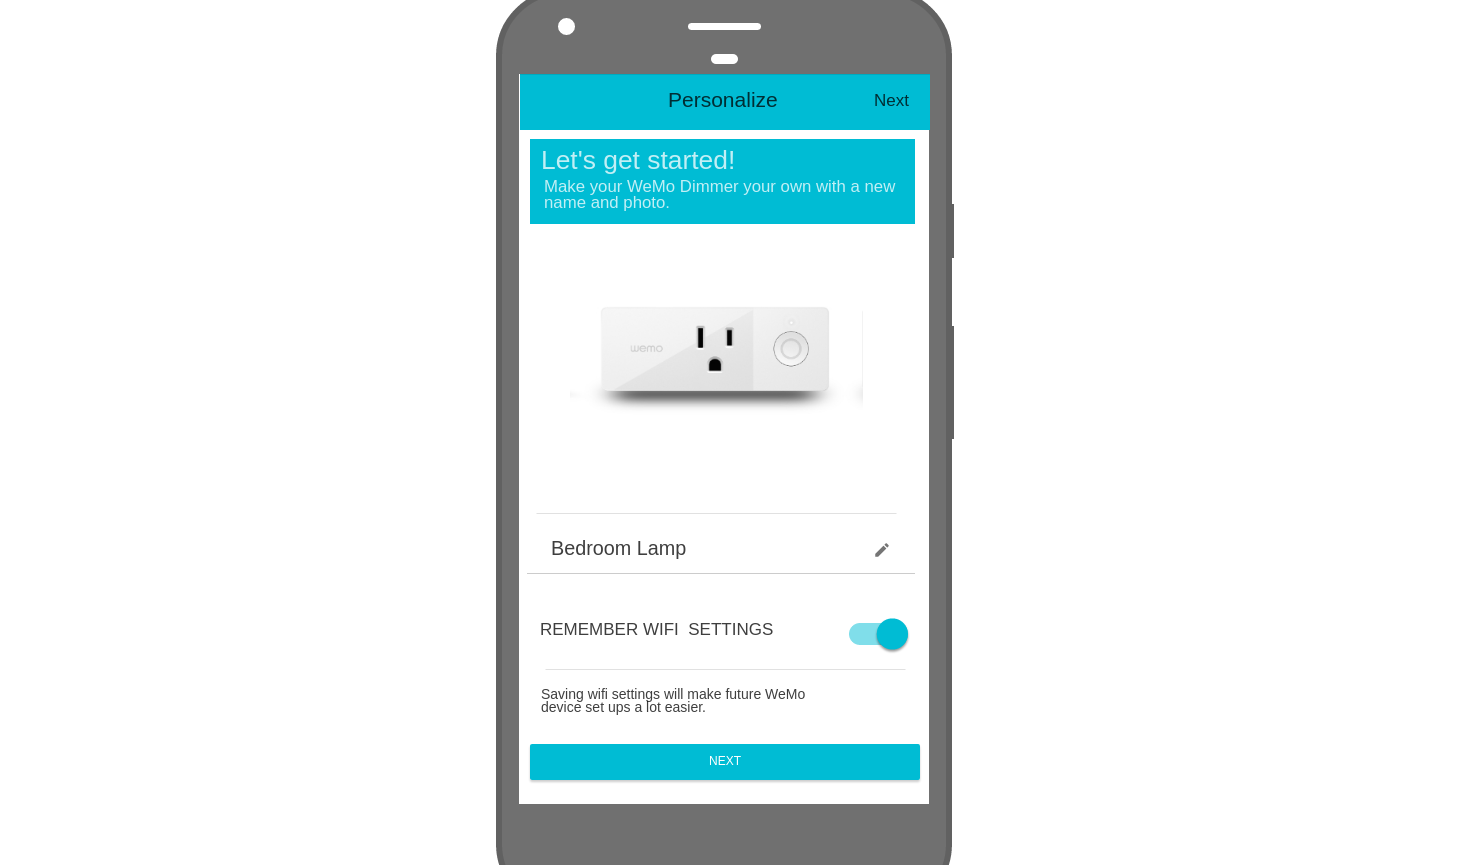 Personalize
Next
Let's get started!
Make your WeMo Dimmer your own with a new
name and photo.
wemo
Bedroom Lamp
REMEMBER WIFI  SETTINGS
Saving wifi settings will make future WeMo
device set ups a lot easier.
NEXT